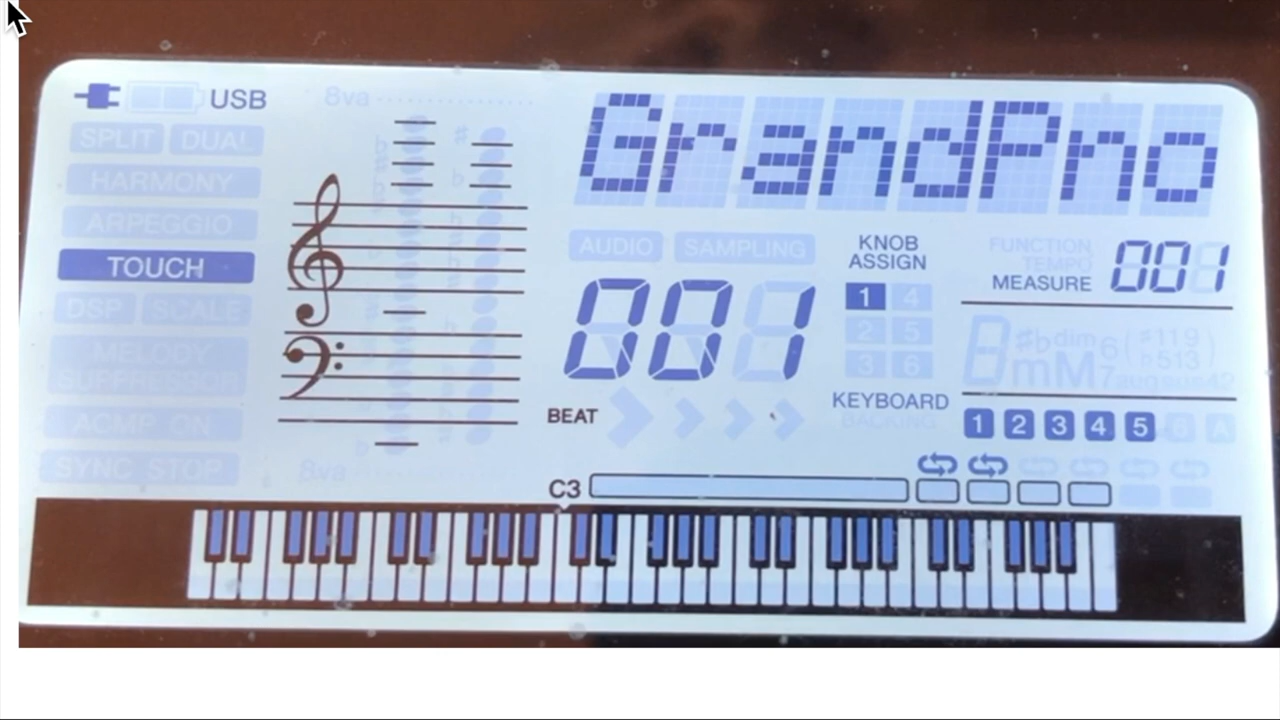 USB
8va
GrandPno
SPLIT DUAL
HARMONY
ARPEGGIO
TOUCH
DSP SCALE
MELODY
SUPPRESSOR
SYNC STOP
8va
AUDIO SAMPLING
001
BEAT
KNOB
ASSIGN
1 4
2 5
3 6
KEYBOARD
BACKING
FUNCTION
TEMPO
MEASURE 001
1 2 3 4 5 6 A
C3